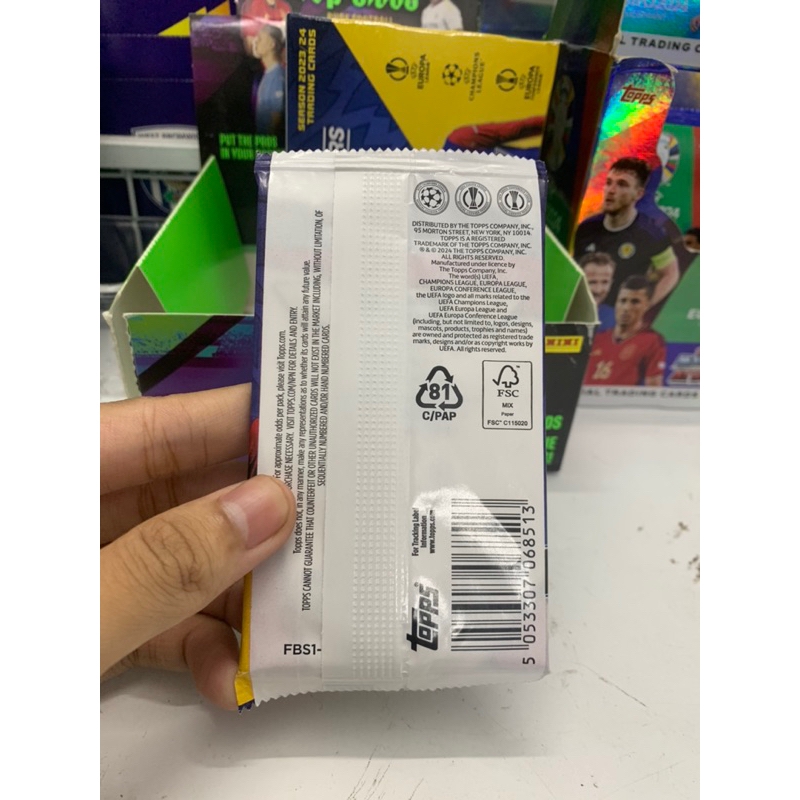 SEASON 2023/24
TRADING CARDS
UEFA
EUROPA
LEAGUE
CHAMPIONS
LEAGUE
PUT THE PROS
IN YOUR
topps
PANINI
16
DISTRIBUTED BY THE TOPPS COMPANY, INC.,
95 MORTON STREET, NEW YORK, NY 10014.
TOPPS IS A REGISTERED
TRADEMARK OF THE TOPPS COMPANY, INC.
® & © 2024 THE TOPPS COMPANY, INC.
ALL RIGHTS RESERVED.
Manufactured under licence by
The Topps Company, Inc.
The word(s) UEFA,
CHAMPIONS LEAGUE, EUROPA LEAGUE,
EUROPA CONFERENCE LEAGUE,
the UEFA logo and all marks related to the
UEFA Champions League,
UEFA Europa League and
UEFA Europa Conference League
(including, but not limited to, logos, designs,
mascots, products, trophies and names)
are owned and protected as registered trade
marks, designs and/or as copyright works by
UEFA. All rights reserved.
81
C/PAP
FSC
MIX
Paper
FSC™ C115020
For approximate odds per pack, please visit Topps.com.
PURCHASE NECESSARY. VISIT TOPPS.COM/NPN FOR DETAILS AND ENTRY.
Topps does not, in any manner, make any representations as to whether its cards will attain any future value.
TOPPS CANNOT GUARANTEE THAT COUNTERFEIT OR OTHER UNAUTHORIZED CARDS WILL NOT EXIST IN THE MARKET INCLUDING, WITHOUT LIMITATION, OF
SEQUENTIALLY NUMBERED AND/OR HAND NUMBERED CARDS.
For Tracking Label
Information
www.topps.com
topps
5 053307 068513
FBS1-